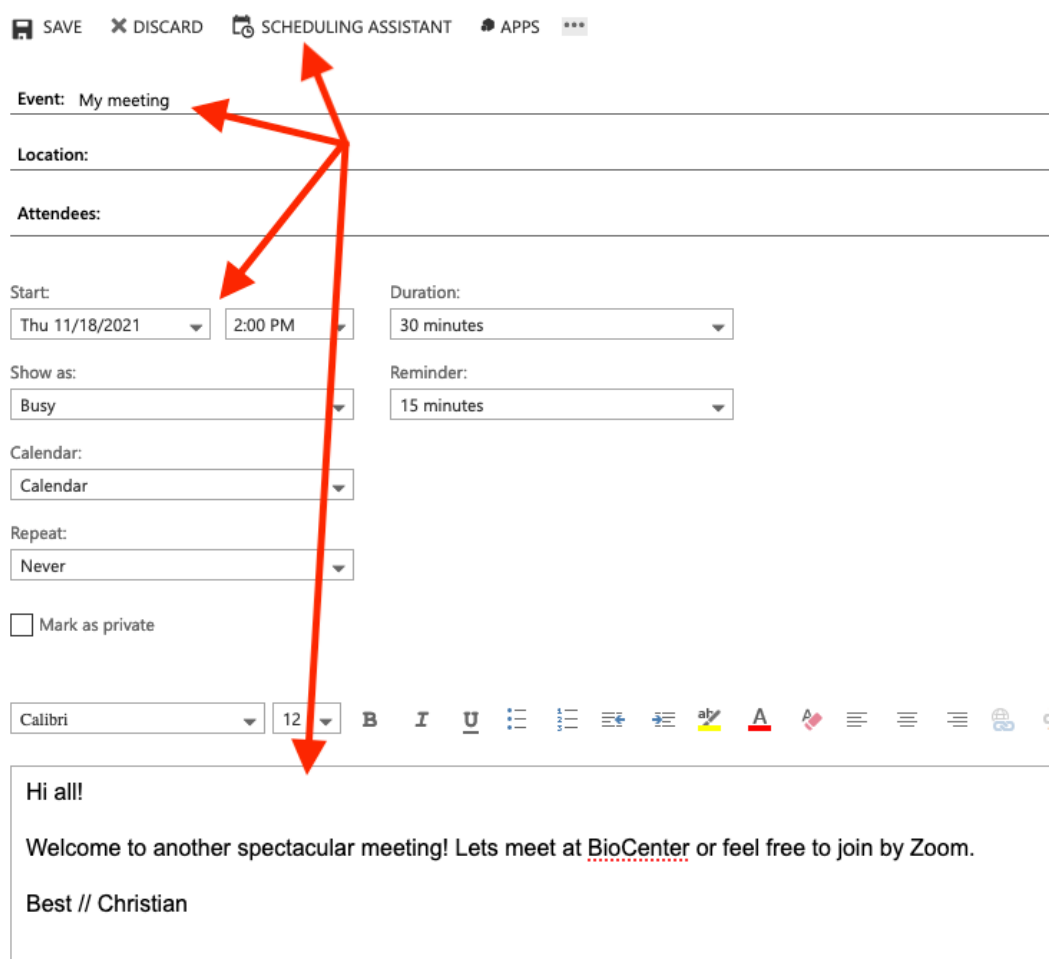 SAVE DISCARD SCHEDULING ASSISTANT APPS
Event: My meeting
Location:
Attendees:
Start: Duration:
Thu 11/18/2021 2:00 PM 30 minutes
Show as: Reminder:
Busy 15 minutes
Calendar:
Calendar
Repeat:
Never
Mark as private
Calibri 12 B I U aby A A
Hi all!
Welcome to another spectacular meeting! Lets meet at BioCenter or feel free to join by Zoom.
Best // Christian